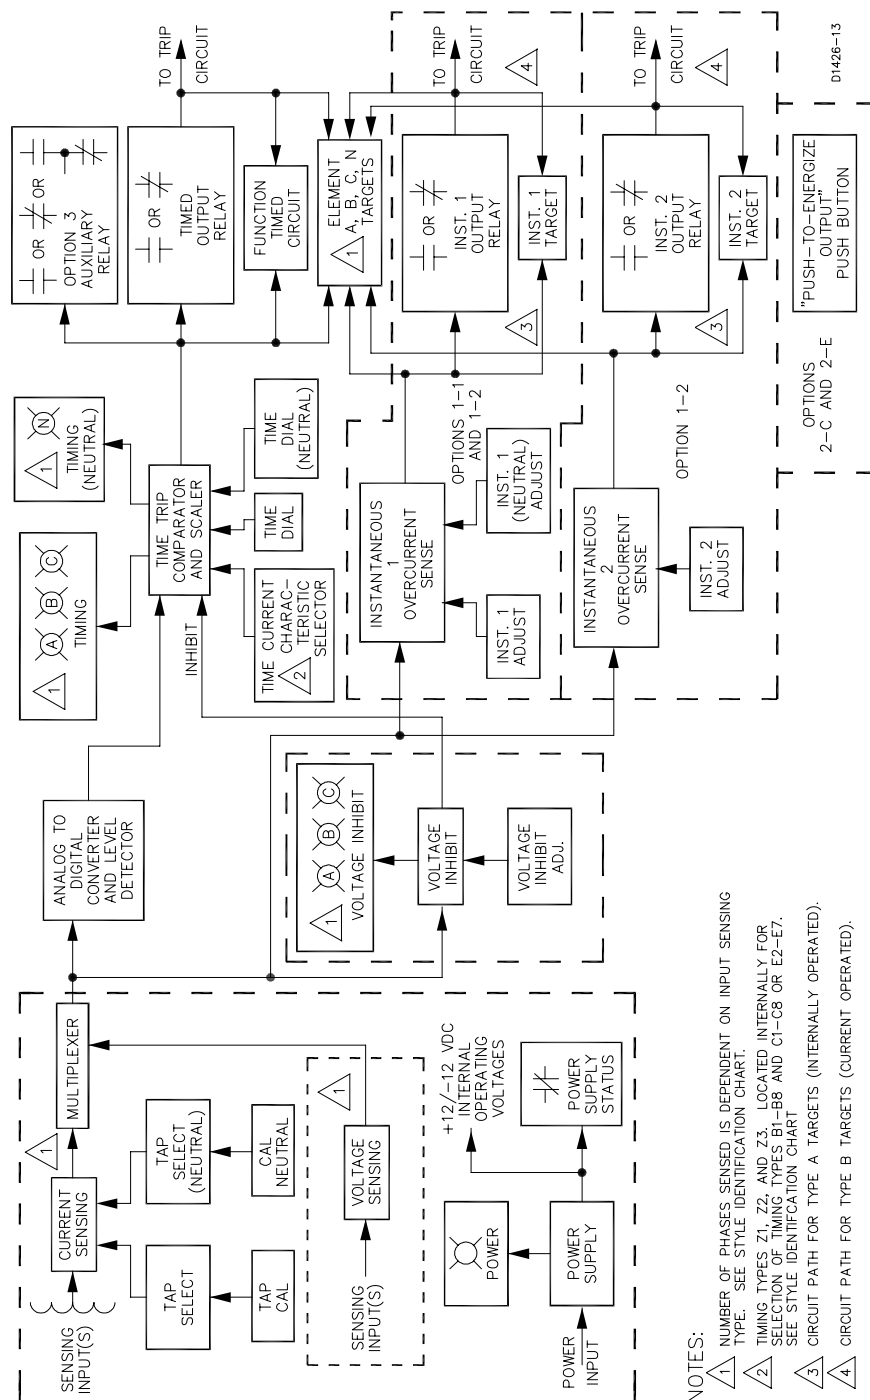 SENSING
INPUT(S)
CURRENT
SENSING
1
MULTIPLEXER
TAP
SELECT
TAP
SELECT
(NEUTRAL)
TAP
CAL
CAL
NEUTRAL
SENSING
INPUT(S)
VOLTAGE
SENSING
1
POWER
INPUT
POWER
SUPPLY
POWER
+12/-12 VDC
INTERNAL
OPERATING
VOLTAGES
POWER
SUPPLY
STATUS
ANALOG TO
DIGITAL
CONVERTER
AND LEVEL
DETECTOR
1
A B C
VOLTAGE INHIBIT
VOLTAGE
INHIBIT
VOLTAGE
INHIBIT
ADJ.
1
A B C
TIMING
1
N
TIMING
(NEUTRAL)
INHIBIT
TIME TRIP
COMPARATOR
AND SCALER
TIME CURRENT
CHARAC-
TERISTIC
SELECTOR
2
TIME
DIAL
TIME
DIAL
(NEUTRAL)
INSTANTANEOUS
1
OVERCURRENT
SENSE
INST. 1
ADJUST
INST. 1
(NEUTRAL)
ADJUST
OPTIONS 1-1
AND 1-2
INSTANTANEOUS
2
OVERCURRENT
SENSE
INST. 2
ADJUST
OPTION 1-2
OR OR
OPTION 3
AUXILIARY
RELAY
OR
TIMED
OUTPUT
RELAY
TO TRIP
CIRCUIT
FUNCTION
TIMED
CIRCUIT
ELEMENT
1 A, B, C, N
TARGETS
OR
INST. 1
OUTPUT
RELAY
3
TO TRIP
CIRCUIT
4
INST. 1
TARGET
OR
INST. 2
OUTPUT
RELAY
3
TO TRIP
CIRCUIT
4
INST. 2
TARGET
OPTIONS
2-C AND 2-E
"PUSH-TO-ENERGIZE
OUTPUT"
PUSH BUTTON
D1426-13
NOTES:
1 NUMBER OF PHASES SENSED IS DEPENDENT ON INPUT SENSING
TYPE. SEE STYLE IDENTIFICATION CHART.
2 TIMING TYPES Z1, Z2, AND Z3. LOCATED INTERNALLY FOR
SELECTION OF TIMING TYPES B1-B8 AND C1-C8 OR E2-E7.
SEE STYLE IDENTIFCATION CHART
3 CIRCUIT PATH FOR TYPE A TARGETS (INTERNALLY OPERATED).
4 CIRCUIT PATH FOR TYPE B TARGETS (CURRENT OPERATED).